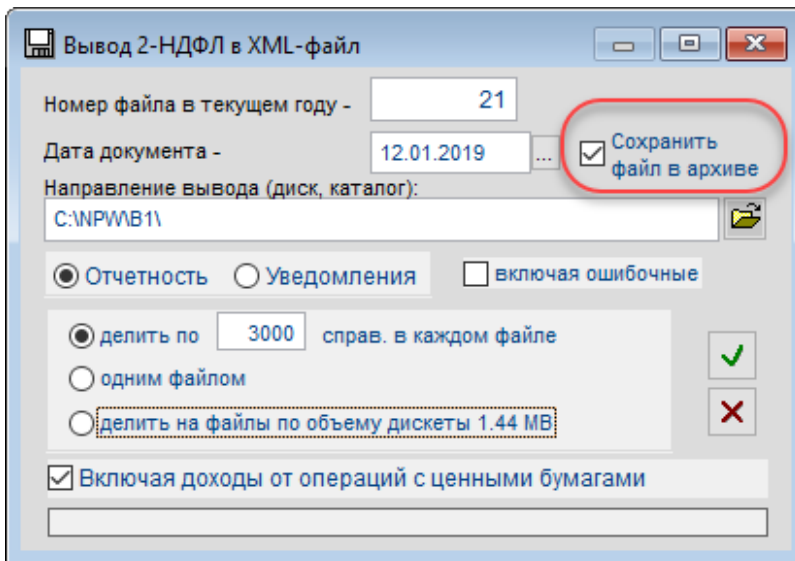 Вывод 2-НДФЛ в XML-файл
Номер файла в текущем году - 21
Дата документа - 12.01.2019 ...
Сохранить
файл в архиве
Направление вывода (диск, каталог):
C:\NPW\B1\
Отчетность Уведомления включая ошибочные
делить по 3000 справ. в каждом файле
одним файлом
делить на файлы по объему дискеты 1.44 MB
Включая доходы от операций с ценными бумагами